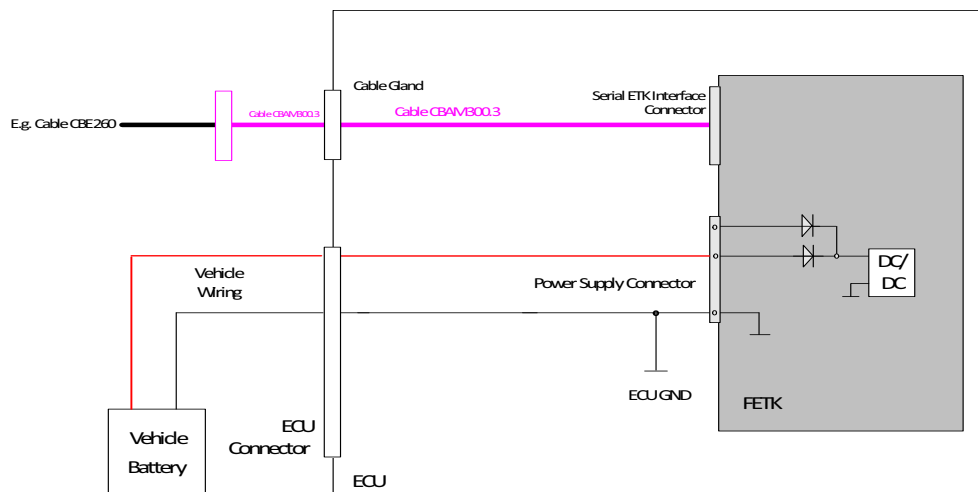 Cable Gland
Serial ETK Interface
Connector
Cable CBAM300.3
Cable CBAM300.3
E.g. Cable CBE260
Vehicle
Wiring
Power Supply Connector
DC/
DC
ECU GND
FETK
ECU
Connector
Vehicle
Battery
ECU